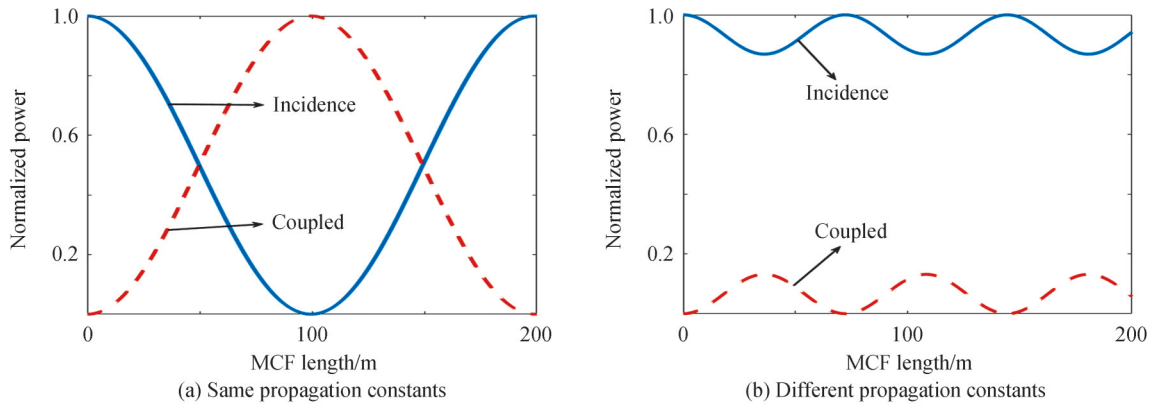 1.0
0.6
0.2
0
100
200
Normalized power
Incidence
Coupled
MCF length/m
(a) Same propagation constants
1.0
0.6
0.2
0
100
200
Normalized power
Incidence
Coupled
MCF length/m
(b) Different propagation constants